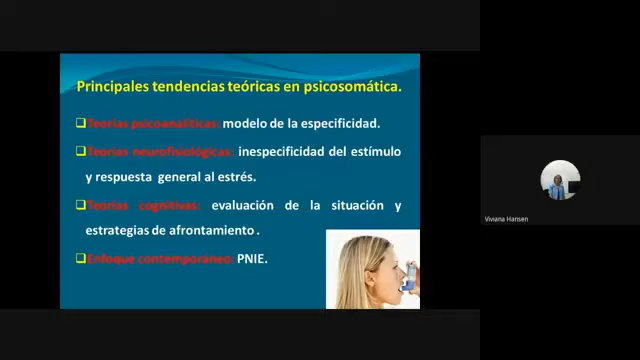 Principales tendencias teóricas en psicosomática.
Teorías psicoanalíticas: modelo de la especificidad.
Teorías neurofisiológicas: inespecificidad del estímulo
y respuesta general al estrés.
Teorías cognitivas: evaluación de la situación y
estrategias de afrontamiento .
Enfoque contemporáneo: PNIE.
Viviana Hansen